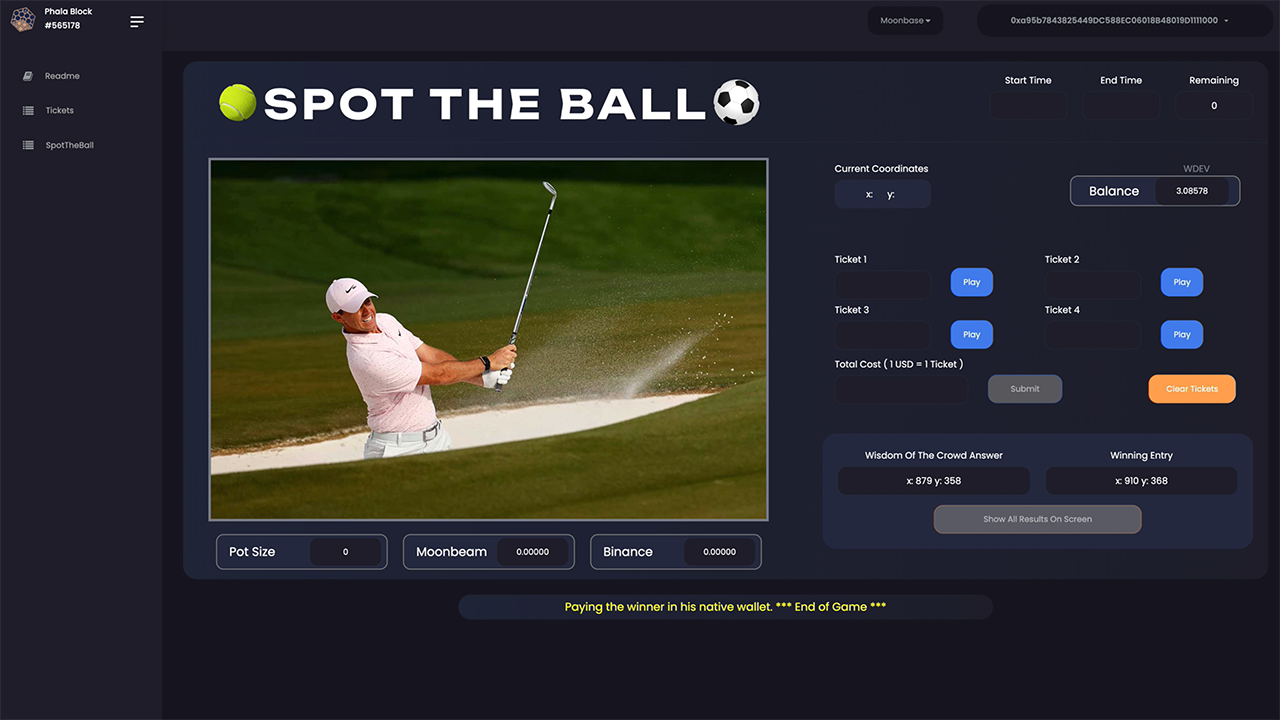 Phala Block
#565178
Readme
Tickets
SpotTheBall
Moonbase
0xa95b7843825449DC588EC06018B48019D1111000
SPOT THE BALL
Start Time
End Time
Remaining
0
Current Coordinates
x: y:
WDEV
Balance 3.08578
Ticket 1
Play
Ticket 2
Play
Ticket 3
Play
Ticket 4
Play
Total Cost ( 1 USD = 1 Ticket )
Submit
Clear Tickets
Wisdom Of The Crowd Answer
x: 879 y: 358
Winning Entry
x: 910 y: 368
Show All Results On Screen
Pot Size 0
Moonbeam 0.00000
Binance 0.00000
Paying the winner in his native wallet. *** End of Game ***